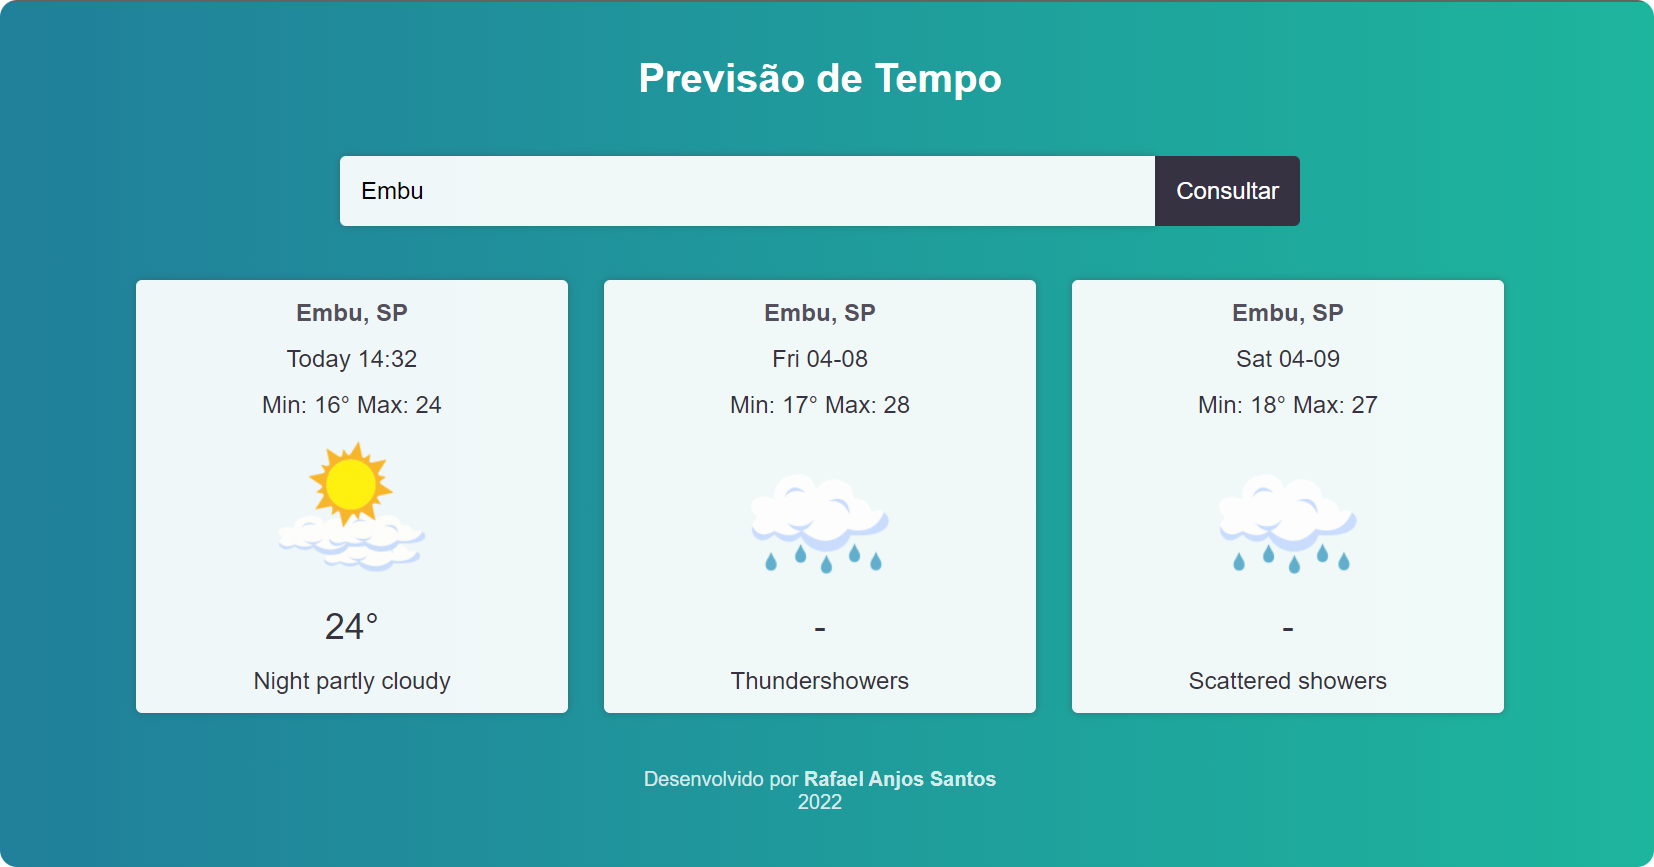 Previsão de Tempo
Embu
Consultar
Embu, SP
Today 14:32
Min: 16° Max: 24
24°
Night partly cloudy
Embu, SP
Fri 04-08
Min: 17° Max: 28
-
Thundershowers
Embu, SP
Sat 04-09
Min: 18° Max: 27
-
Scattered showers
Desenvolvido por Rafael Anjos Santos
2022